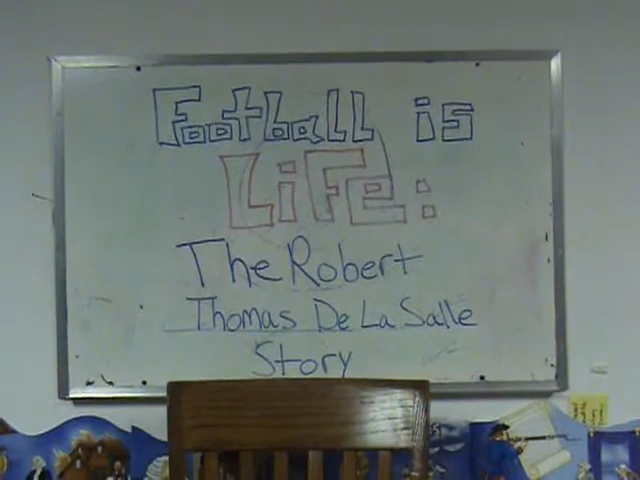 Football is
Life:
The Robert
Thomas De La Salle
Story